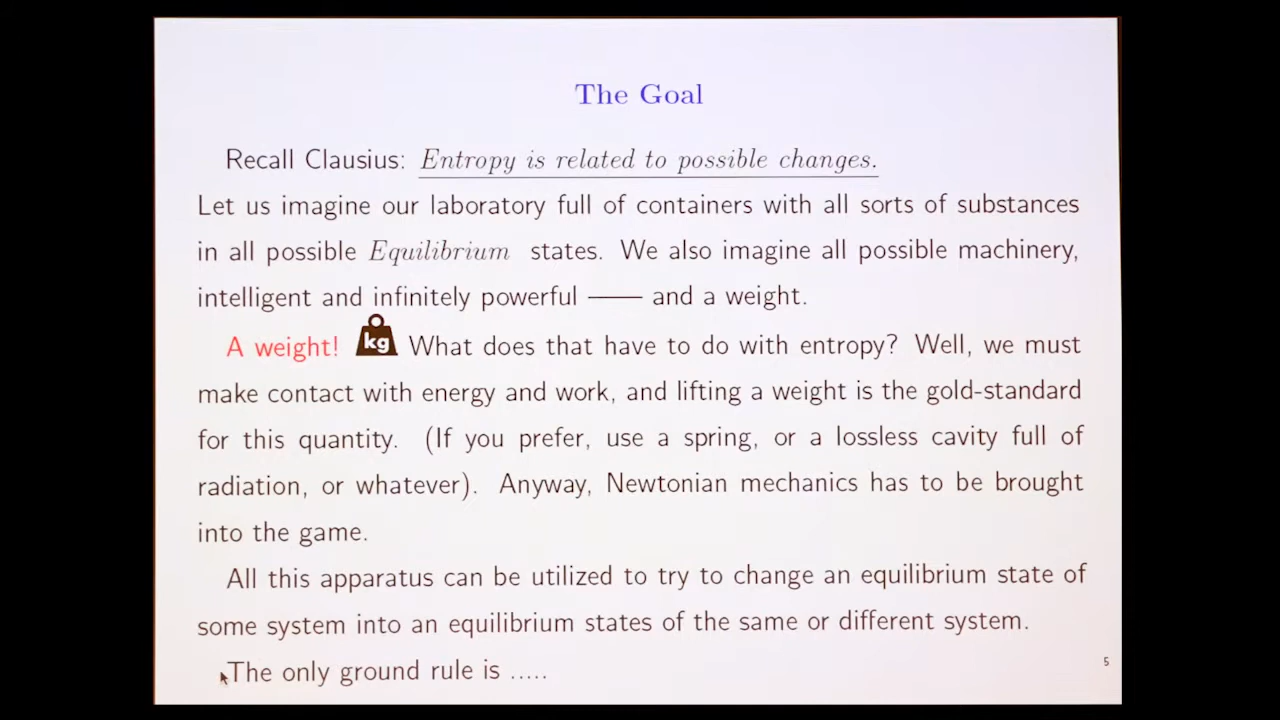 The Goal
Recall Clausius: Entropy is related to possible changes.
Let us imagine our laboratory full of containers with all sorts of substances
in all possible Equilibrium states. We also imagine all possible machinery,
intelligent and infinitely powerful —— and a weight.
A weight! kg What does that have to do with entropy? Well, we must
make contact with energy and work, and lifting a weight is the gold-standard
for this quantity. (If you prefer, use a spring, or a lossless cavity full of
radiation, or whatever). Anyway, Newtonian mechanics has to be brought
into the game.
All this apparatus can be utilized to try to change an equilibrium state of
some system into an equilibrium states of the same or different system.
The only ground rule is .....
5